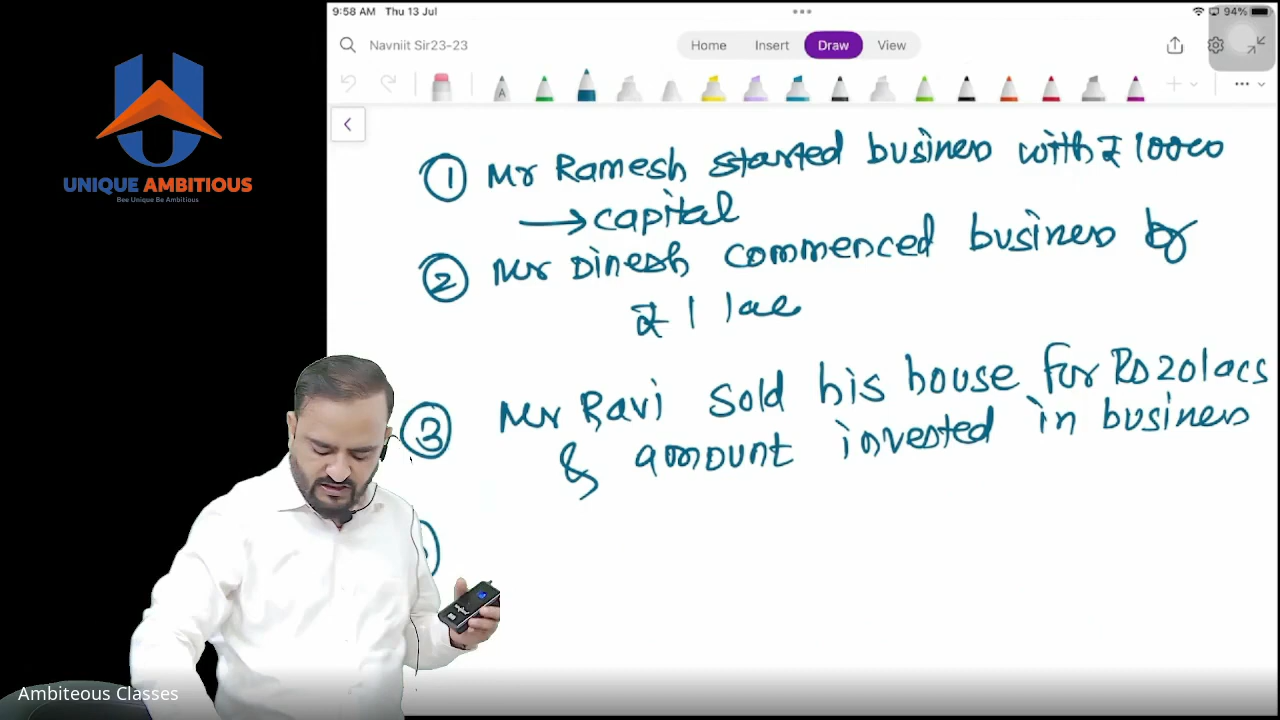 9:58 AM Thu 13 Jul
94%
Navniit Sir23-23
Home Insert Draw View
A
① Mr Ramesh started business with ₹ 10000
→ capital
② Mr Dinesh commenced business by
₹ 1 lac
③ Mr Ravi sold his house for Rs 20 lacs
& amount invested in business
UNIQUE AMBITIOUS
Bee Unique Be Ambitious
Ambiteous Classes